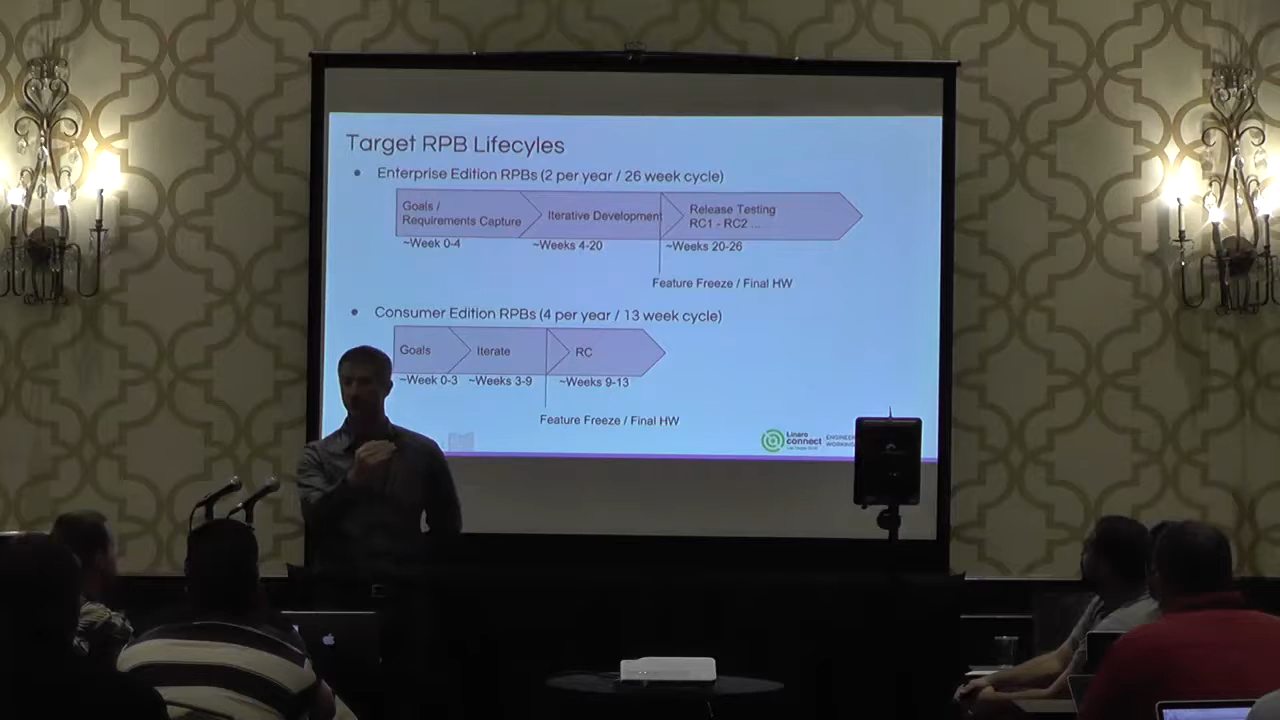 Target RPB Lifecyles
• Enterprise Edition RPBs (2 per year / 26 week cycle)
Goals /
Requirements Capture
Iterative Development
Release Testing
RC1 - RC2 ...
~Week 0-4
~Weeks 4-20
~Weeks 20-26
Feature Freeze / Final HW
• Consumer Edition RPBs (4 per year / 13 week cycle)
Goals
Iterate
RC
~Week 0-3
~Weeks 3-9
~Weeks 9-13
Feature Freeze / Final HW
Linaro
connect